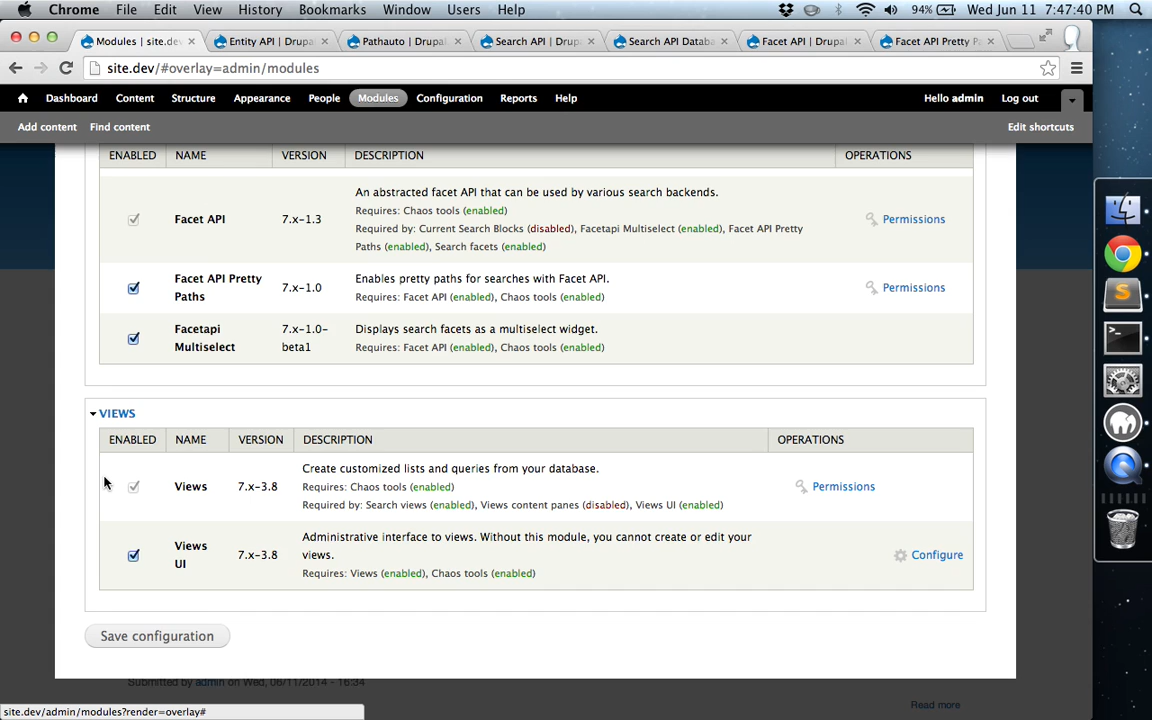 Chrome File Edit View History Bookmarks Window Users Help 94% Wed Jun 11 7:47:40 PM
Modules | site.de Entity API | Drupa Pathauto | Drupal Search API | Drupa Search API Databa Facet API | Drupal Facet API Pretty P
site.dev/#overlay=admin/modules
Dashboard Content Structure Appearance People Modules Configuration Reports Help Hello admin Log out
Add content Find content Edit shortcuts
ENABLED NAME VERSION DESCRIPTION OPERATIONS
An abstracted facet API that can be used by various search backends.
Requires: Chaos tools (enabled)
Facet API 7.x-1.3 Permissions
Required by: Current Search Blocks (disabled), Facetapi Multiselect (enabled), Facet API Pretty
Paths (enabled), Search facets (enabled)
Facet API Pretty Enables pretty paths for searches with Facet API.
7.x-1.0 Permissions
Paths Requires: Facet API (enabled), Chaos tools (enabled)
Facetapi 7.x-1.0- Displays search facets as a multiselect widget.
Multiselect beta1 Requires: Facet API (enabled), Chaos tools (enabled)
VIEWS
ENABLED NAME VERSION DESCRIPTION OPERATIONS
Create customized lists and queries from your database.
Views 7.x-3.8 Requires: Chaos tools (enabled) Permissions
Required by: Search views (enabled), Views content panes (disabled), Views UI (enabled)
Administrative interface to views. Without this module, you cannot create or edit your
Views 7.x-3.8 views. Configure
UI
Requires: Views (enabled), Chaos tools (enabled)
Save configuration
Submitted by admin on Wed, 06/11/2014 - 16:34
Read more
site.dev/admin/modules?render=overlay#